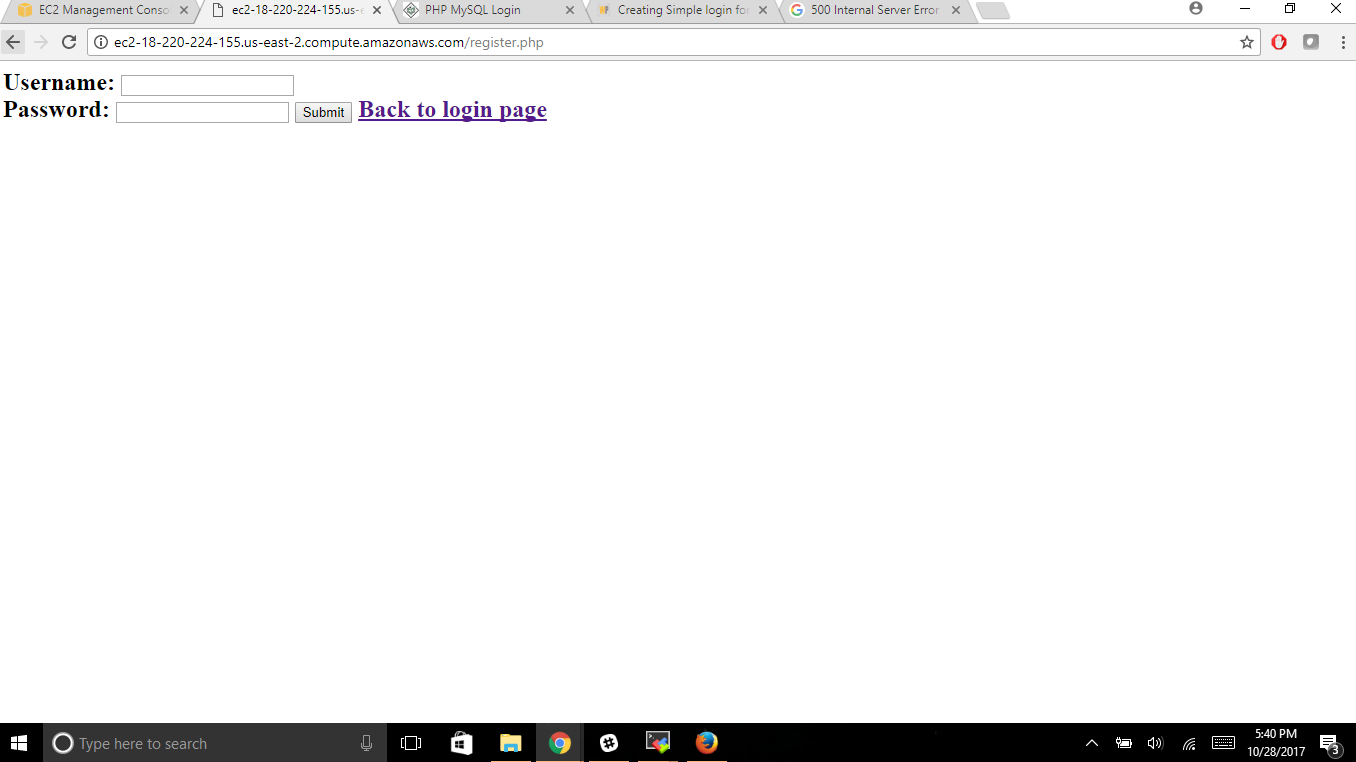 EC2 Management Conso
ec2-18-220-224-155.us-e
PHP MySQL Login
Creating Simple login for
500 Internal Server Error
ec2-18-220-224-155.us-east-2.compute.amazonaws.com/register.php
Username:
Password: Submit Back to login page
Type here to search
5:40 PM
10/28/2017
3